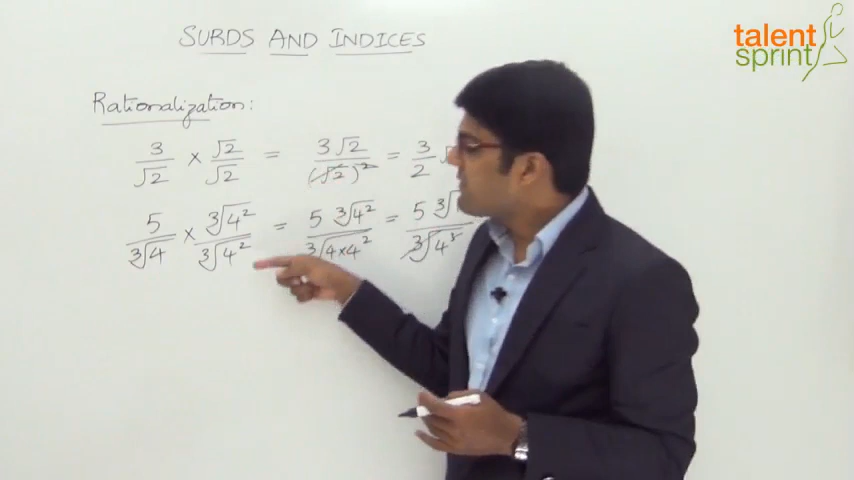 talent
sprint
SURDS AND INDICES
Rationalization:
3/√2 × √2/√2 = 3√2/(√2)² = 3/2 √
5/∛4 × ∛4²/∛4² = 5 ∛4²/∛4×4² = 5 ∛/∛4³